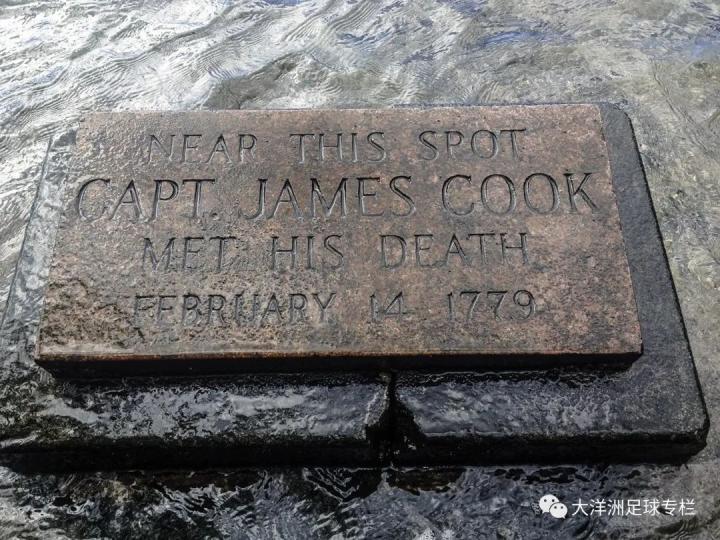 NEAR THIS SPOT
CAPT. JAMES COOK
MET HIS DEATH
FEBRUARY 14 1779
大洋洲足球专栏